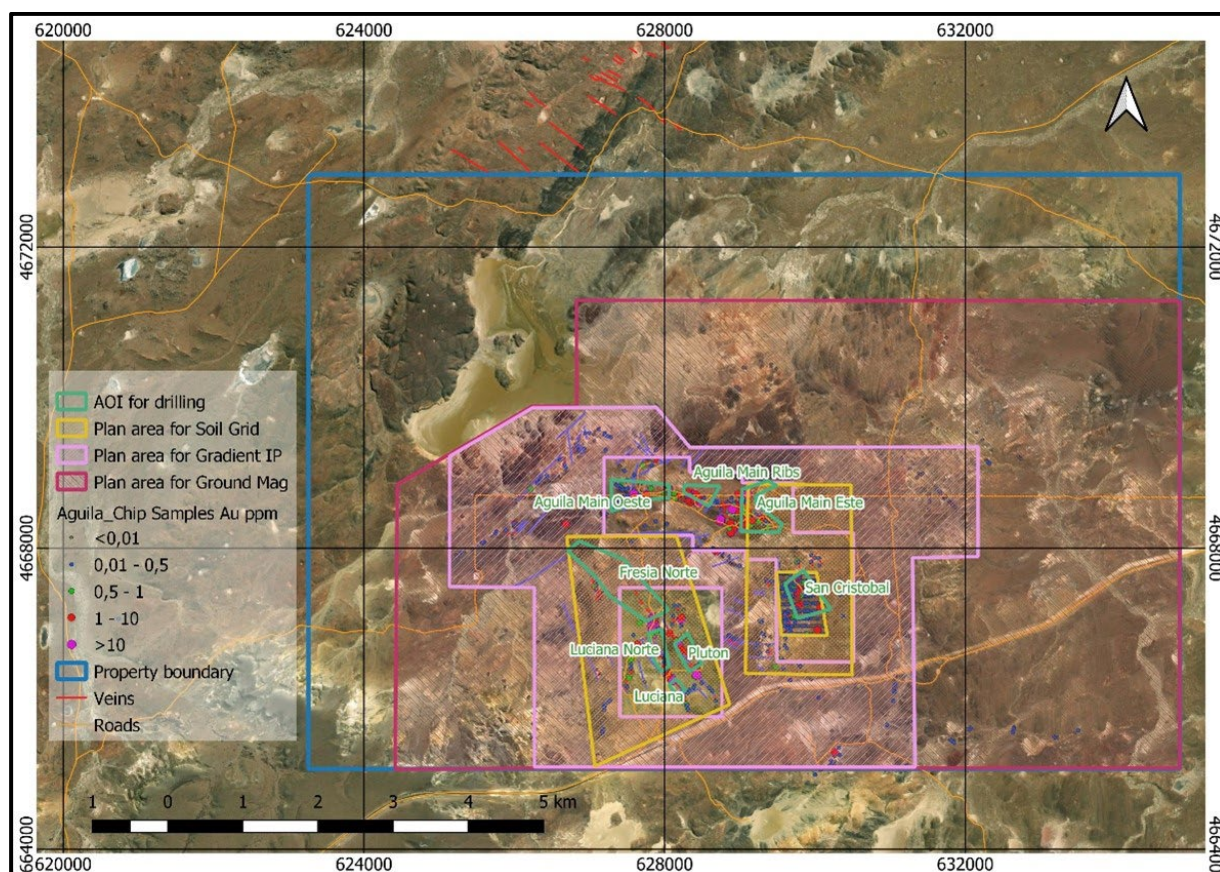 620000
624000
628000
632000
4672000
4672000
AOI for drilling
Plan area for Soil Grid
Plan area for Gradient IP
Plan area for Ground Mag
Aguila_Chip Samples Au ppm
<0,01
0,01 - 0,5
0,5 - 1
1 - 10
>10
Property boundary
Veins
Roads
Aguila Main Ribs
Aguila Main Oeste
Aguila Main Este
4668000
4668000
Fresia Norte
San Cristobal
Luciana Norte
Pluton
Luciana
1 0 1 2 3 4 5 km
4664000
4664000
620000
624000
628000
632000